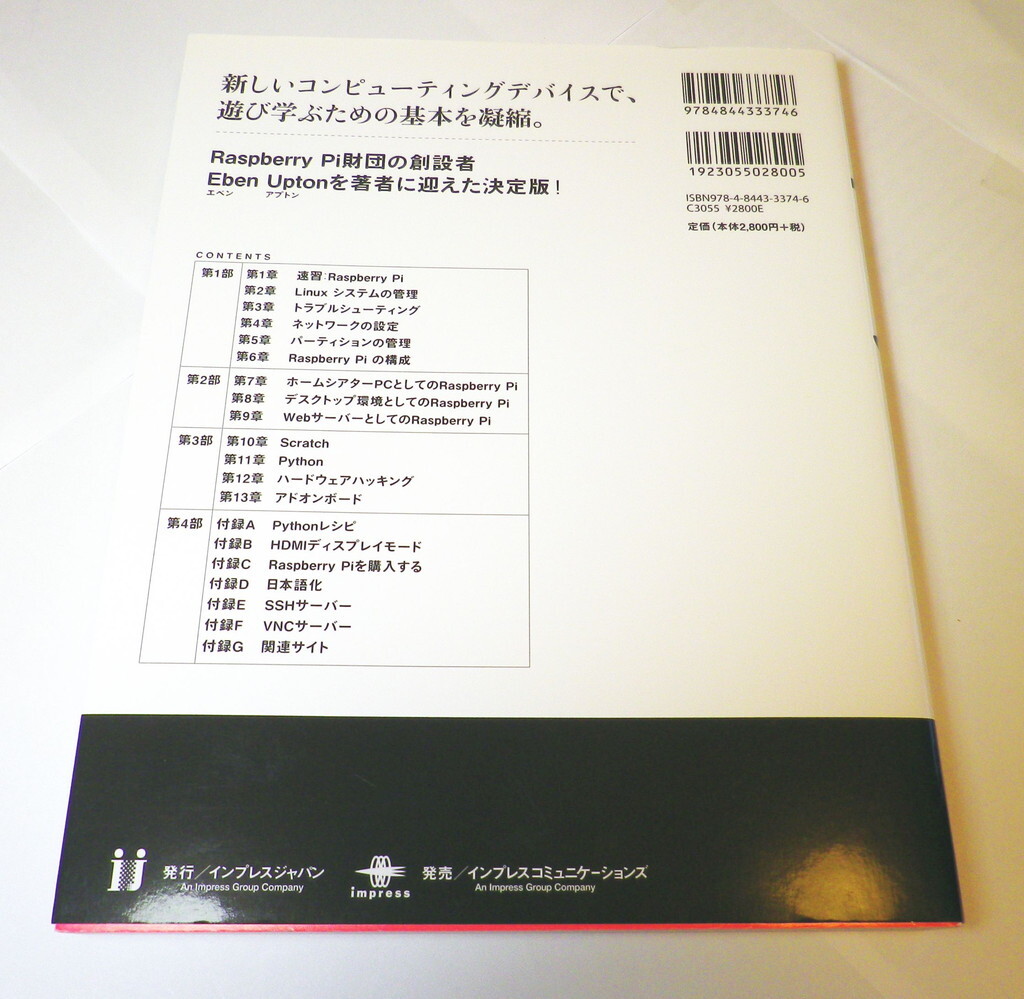 新しいコンピューティングデバイスで、
遊び学ぶための基本を凝縮。
Raspberry Pi財団の創設者
Eben Uptonを著者に迎えた決定版！
エベン アプトン
9784844333746
1923055028005
ISBN978-4-8443-3374-6
C3055 ¥2800E
定価(本体2,800円+税)
CONTENTS
第1部 第1章 速習:Raspberry Pi
第2章 Linux システムの管理
第3章 トラブルシューティング
第4章 ネットワークの設定
第5章 パーティションの管理
第6章 Raspberry Pi の構成
第2部 第7章 ホームシアターPCとしてのRaspberry Pi
第8章 デスクトップ環境としてのRaspberry Pi
第9章 WebサーバーとしてのRaspberry Pi
第3部 第10章 Scratch
第11章 Python
第12章 ハードウェアハッキング
第13章 アドオンボード
第4部 付録A Pythonレシピ
付録B HDMIディスプレイモード
付録C Raspberry Piを購入する
付録D 日本語化
付録E SSHサーバー
付録F VNCサーバー
付録G 関連サイト
発行／インプレスジャパン
An Impress Group Company
impress
発売／インプレスコミュニケーションズ
An Impress Group Company